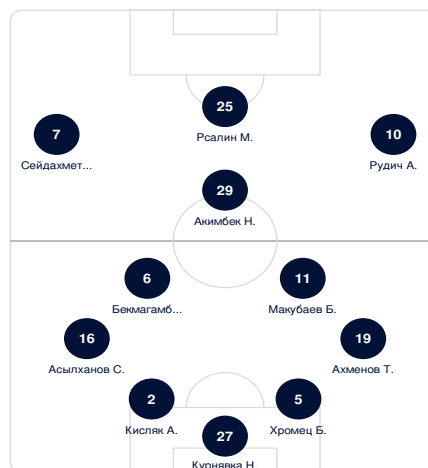 25
Рсалин М.
7
Сейдахмет...
10
Рудич А.
29
Акимбек Н.
6
Бекмагамб...
11
Макубаев Б.
16
Асылханов С.
19
Ахменов Т.
2
Кисляк А.
5
Хромец Б.
27
Курнявка Н.